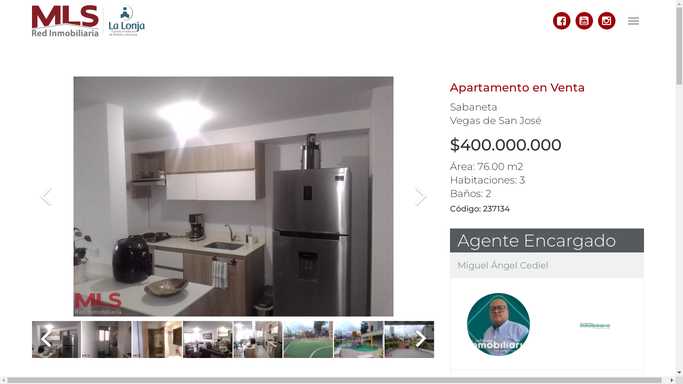 MLS
Red Inmobiliaria
La Lonja
Apartamento en Venta
Sabaneta
Vegas de San José
$400.000.000
Área: 76.00 m2
Habitaciones: 3
Baños: 2
Código: 237134
Agente Encargado
Miguel Ángel Cediel
MLS
Red Inmobiliaria